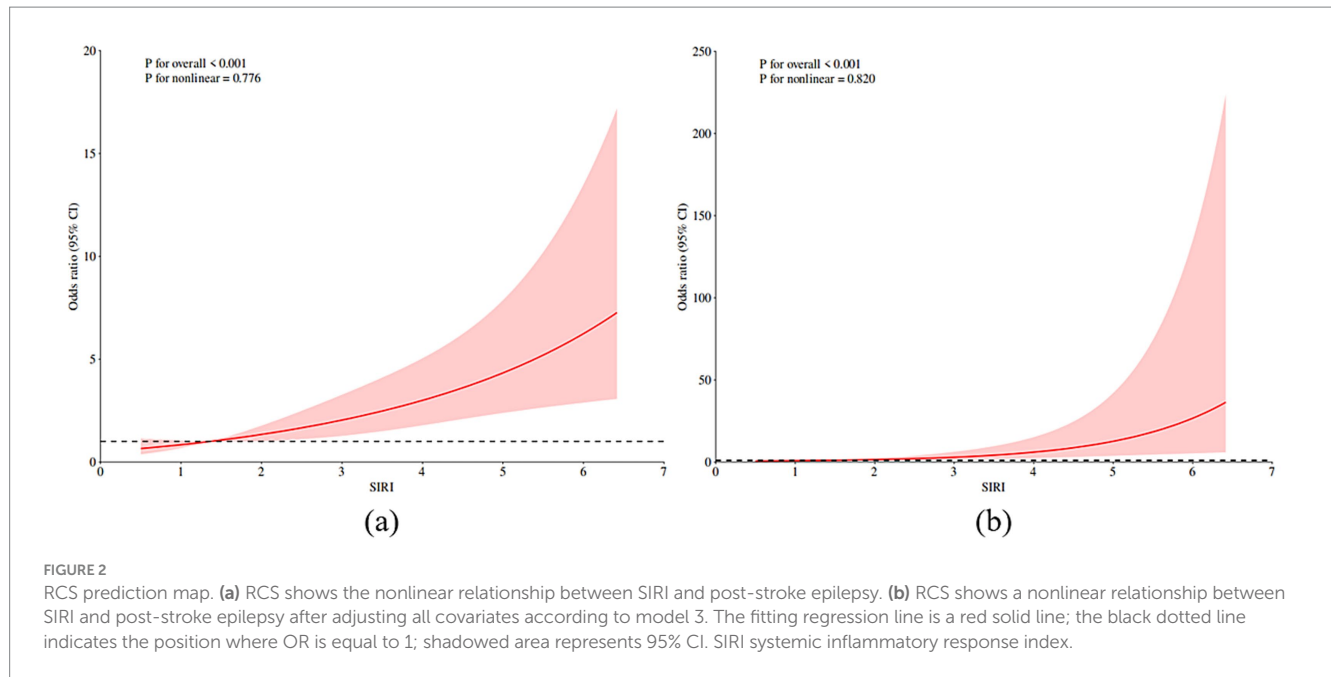 20
15
10
5
0
Odds ratio (95% CI)
P for overall < 0.001
P for nonlinear = 0.776
0 1 2 3 4 5 6 7
SIRI
(a)
250
200
150
100
50
0
Odds ratio (95% CI)
P for overall < 0.001
P for nonlinear = 0.820
0 1 2 3 4 5 6 7
SIRI
(b)
FIGURE 2
RCS prediction map. (a) RCS shows the nonlinear relationship between SIRI and post-stroke epilepsy. (b) RCS shows a nonlinear relationship between
SIRI and post-stroke epilepsy after adjusting all covariates according to model 3. The fitting regression line is a red solid line; the black dotted line
indicates the position where OR is equal to 1; shadowed area represents 95% CI. SIRI systemic inflammatory response index.